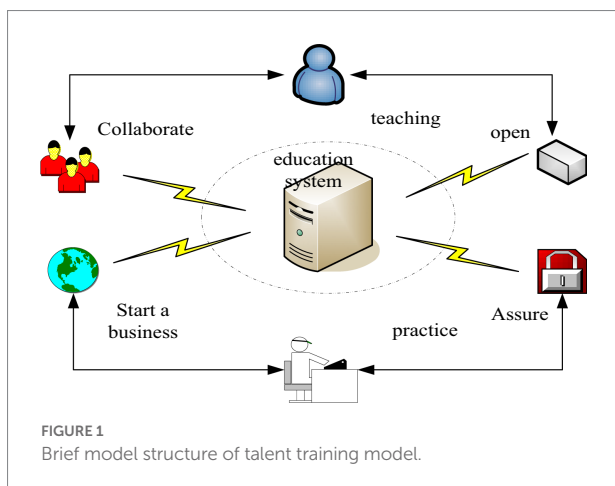 teaching
Collaborate
open
education
system
Start a
business
practice
Assure
FIGURE 1
Brief model structure of talent training model.